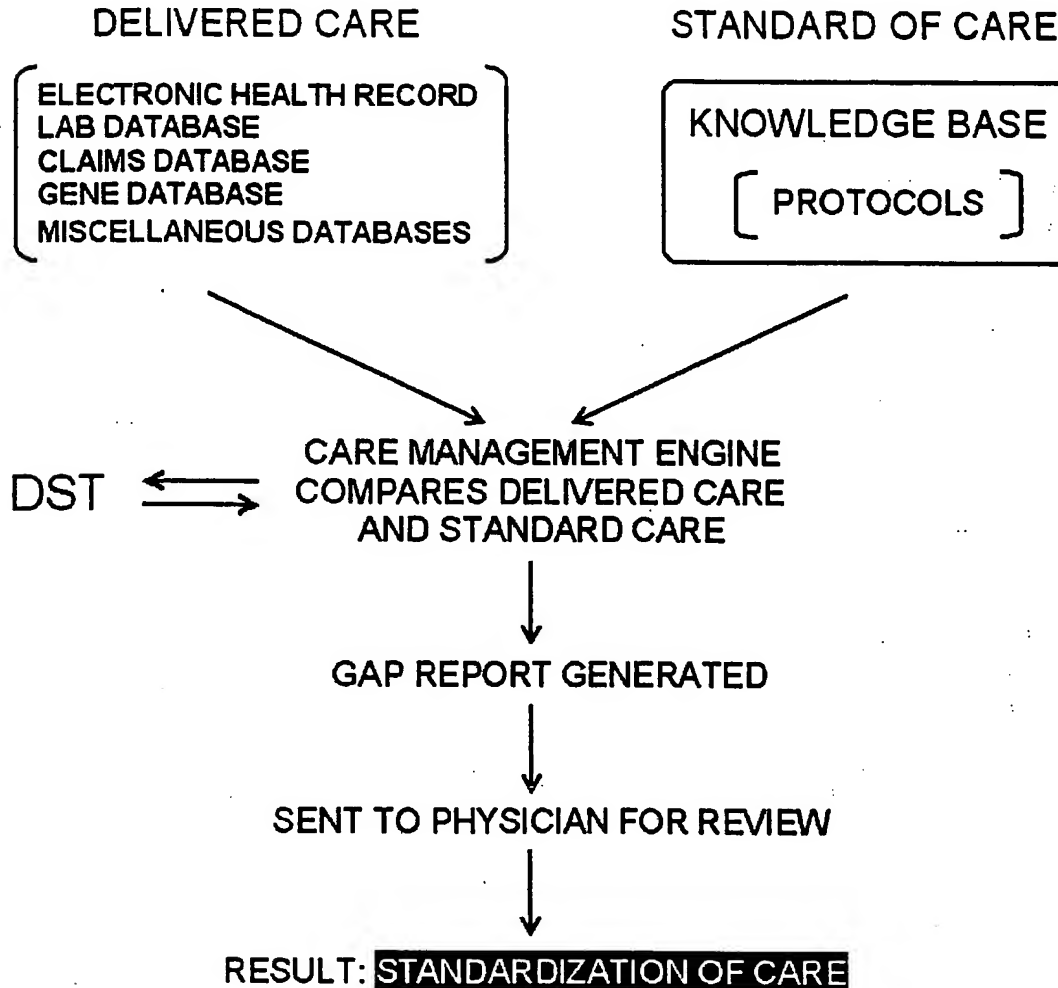 DELIVERED CARE
ELECTRONIC HEALTH RECORD
LAB DATABASE
CLAIMS DATABASE
GENE DATABASE
MISCELLANEOUS DATABASES
STANDARD OF CARE
KNOWLEDGE BASE
PROTOCOLS
DST
CARE MANAGEMENT ENGINE
COMPARES DELIVERED CARE
AND STANDARD CARE
GAP REPORT GENERATED
SENT TO PHYSICIAN FOR REVIEW
RESULT: STANDARDIZATION OF CARE